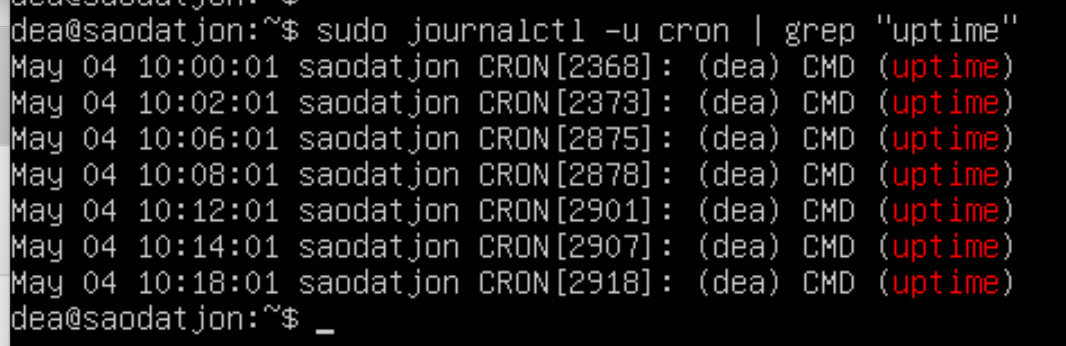 dea@saodatjon:~$ sudo journalctl -u cron | grep "uptime"
May 04 10:00:01 saodatjon CRON[2368]: (dea) CMD (uptime)
May 04 10:02:01 saodatjon CRON[2373]: (dea) CMD (uptime)
May 04 10:06:01 saodatjon CRON[2875]: (dea) CMD (uptime)
May 04 10:08:01 saodatjon CRON[2878]: (dea) CMD (uptime)
May 04 10:12:01 saodatjon CRON[2901]: (dea) CMD (uptime)
May 04 10:14:01 saodatjon CRON[2907]: (dea) CMD (uptime)
May 04 10:18:01 saodatjon CRON[2918]: (dea) CMD (uptime)
dea@saodatjon:~$ _